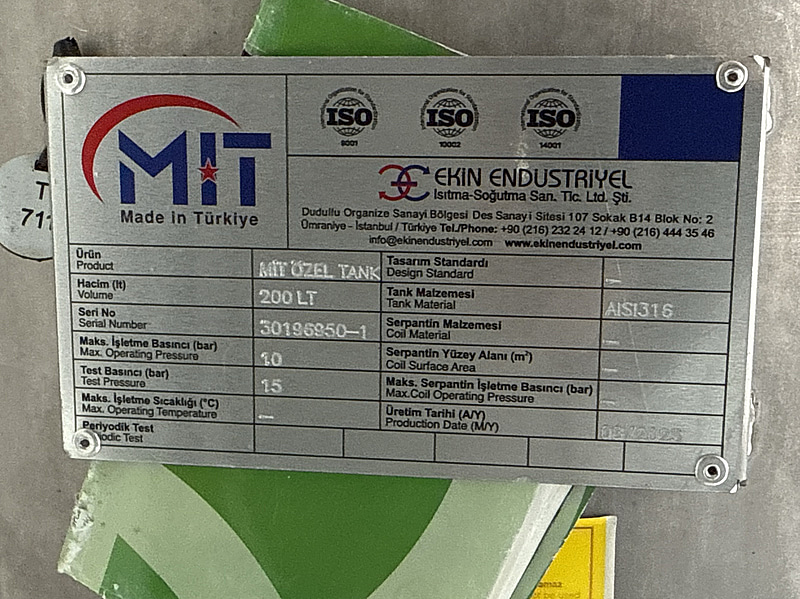 MIT
Made in Türkiye
ISO
9001
ISO
10002
ISO
14001
EKIN ENDUSTRIYEL
Isıtma-Soğutma San. Tic. Ltd. Şti.
Dudullu Organize Sanayi Bölgesi Des Sanayi Sitesi 107 Sokak B14 Blok No: 2
Ümraniye - İstanbul / Türkiye Tel./Phone: +90 (216) 232 24 12 / +90 (216) 444 35 46
info@ekinendustriyel.com www.ekinendustriyel.com
Ürün
Product
MIT ÖZEL TANK
Hacim (lt)
Volume
200 LT
Seri No
Serial Number
30196950-1
Maks. İşletme Basıncı (bar)
Max. Operating Pressure
10
Test Basıncı (bar)
Test Pressure
15
Maks. İşletme Sıcaklığı (°C)
Max. Operating Temperature
—
Periyodik Test
Test
Tasarım Standardı
Design Standard
—
Tank Malzemesi
Tank Material
AISI316
Serpantin Malzemesi
Coil Material
—
Serpantin Yüzey Alanı (m²)
Coil Surface Area
—
Maks. Serpantin İşletme Basıncı (bar)
Max.Coil Operating Pressure
—
Üretim Tarihi (A/Y)
Production Date (M/Y)
T
711